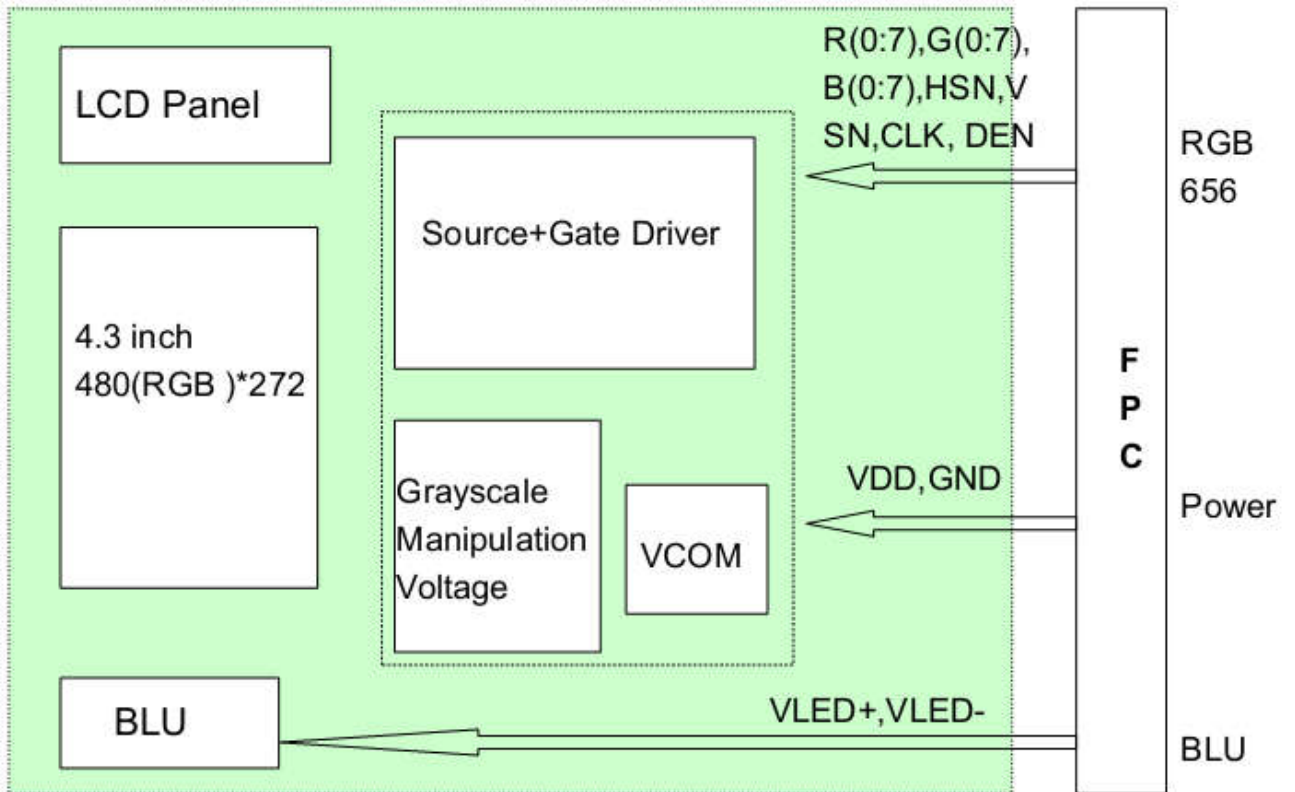 LCD Panel
4.3 inch
480(RGB )*272
BLU
Source+Gate Driver
Grayscale
Manipulation
Voltage
VCOM
R(0:7),G(0:7),
B(0:7),HSN,V
SN,CLK, DEN
VDD,GND
VLED+,VLED-
F
P
C
RGB
656
Power
BLU